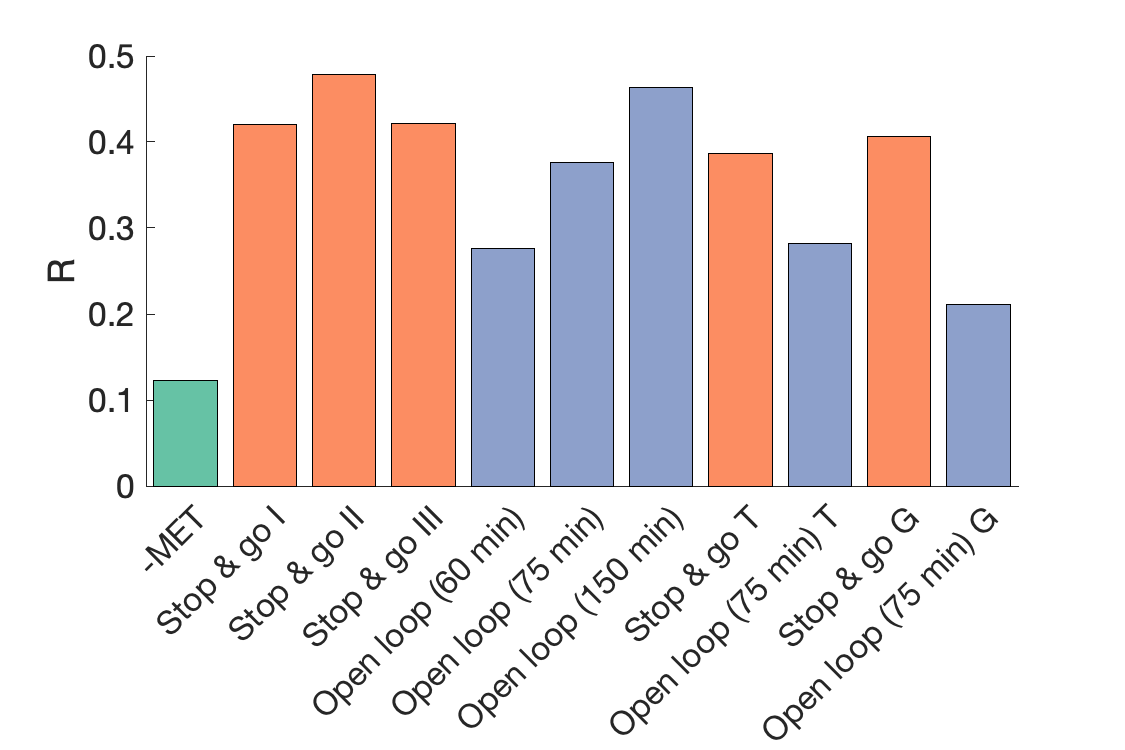 0.5
0.4
0.3
0.2
0.1
0
R
-MET
Stop & go I
Stop & go II
Stop & go III
Open loop (60 min)
Open loop (75 min)
Open loop (150 min)
Stop & go T
Open loop (75 min) T
Stop & go G
Open loop (75 min) G